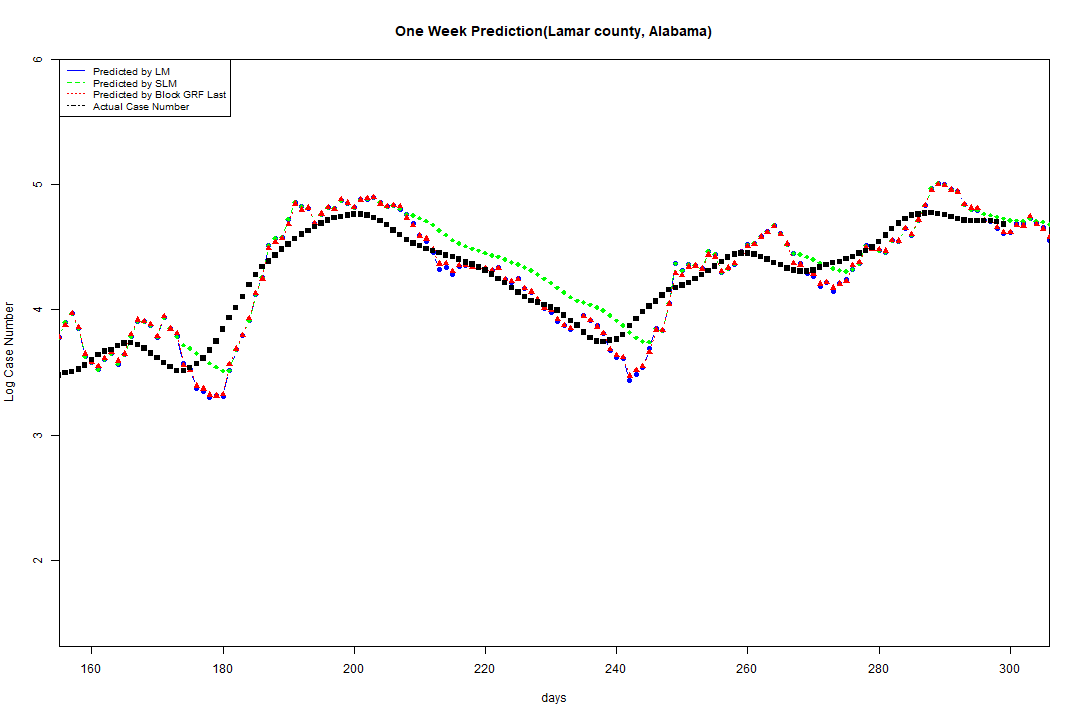 One Week Prediction(Lamar county, Alabama)
6
Predicted by LM
Predicted by SLM
Predicted by Block GRF Last
Actual Case Number
5
4
3
2
Log Case Number
160 180 200 220 240 260 280 300
days